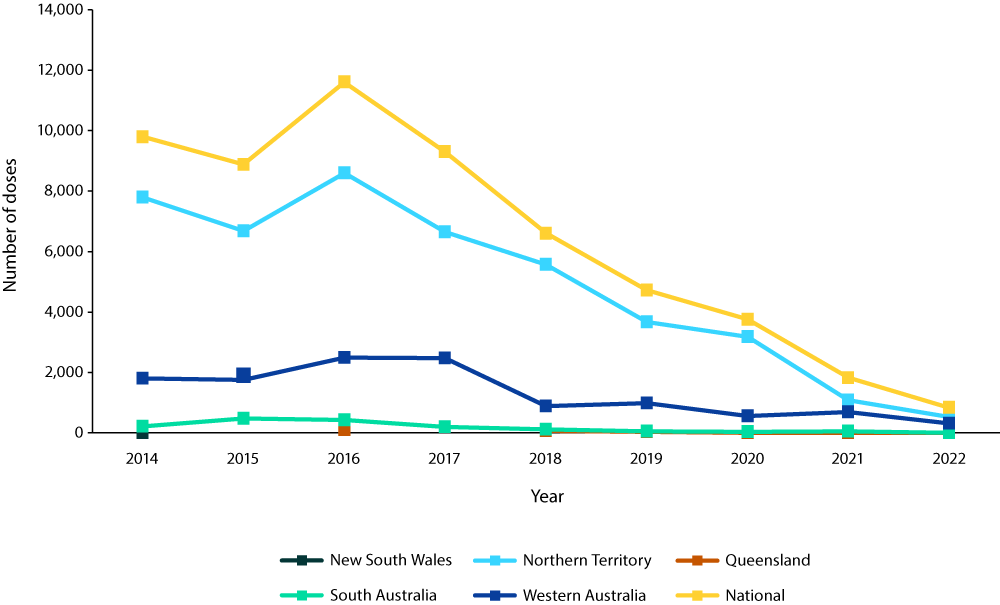 14,000
12,000
10,000
8,000
6,000
4,000
2,000
0
Number of doses
2014 2015 2016 2017 2018 2019 2020 2021 2022
Year
New South Wales Northern Territory Queensland
South Australia Western Australia National